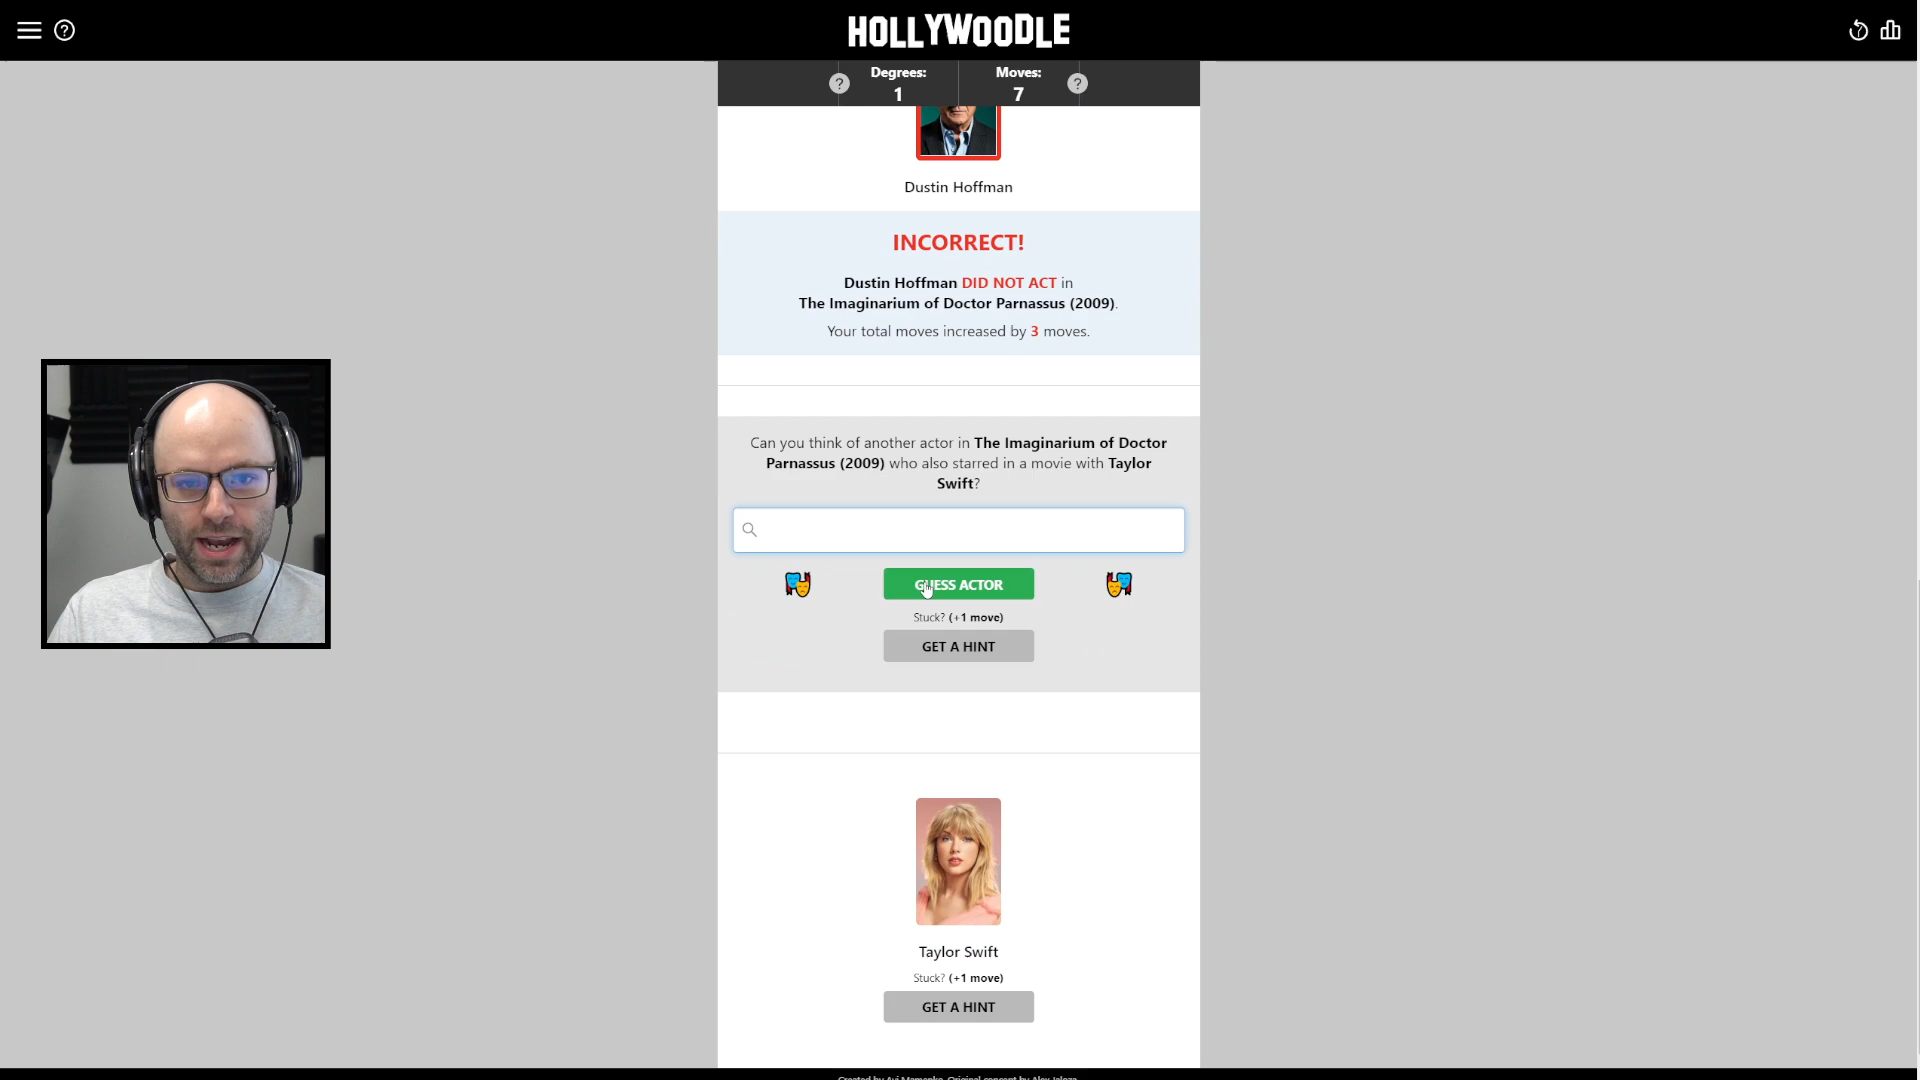 HOLLYWOODLE
Degrees:
1
Moves:
7
?
?
?
Dustin Hoffman
INCORRECT!
Dustin Hoffman DID NOT ACT in
The Imaginarium of Doctor Parnassus (2009).
Your total moves increased by 3 moves.
Can you think of another actor in The Imaginarium of Doctor
Parnassus (2009) who also starred in a movie with Taylor
Swift?
GUESS ACTOR
Stuck? (+1 move)
GET A HINT
Taylor Swift
Stuck? (+1 move)
GET A HINT